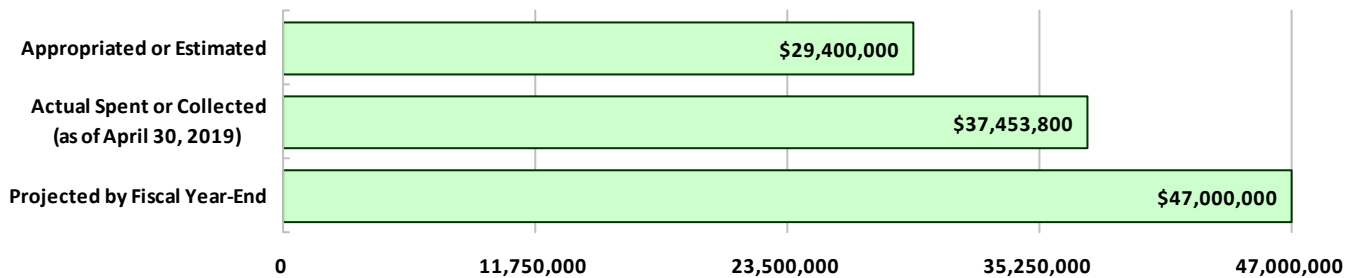 Appropriated or Estimated
$29,400,000
Actual Spent or Collected
(as of April 30, 2019)
$37,453,800
Projected by Fiscal Year-End
$47,000,000
0 11,750,000 23,500,000 35,250,000 47,000,000